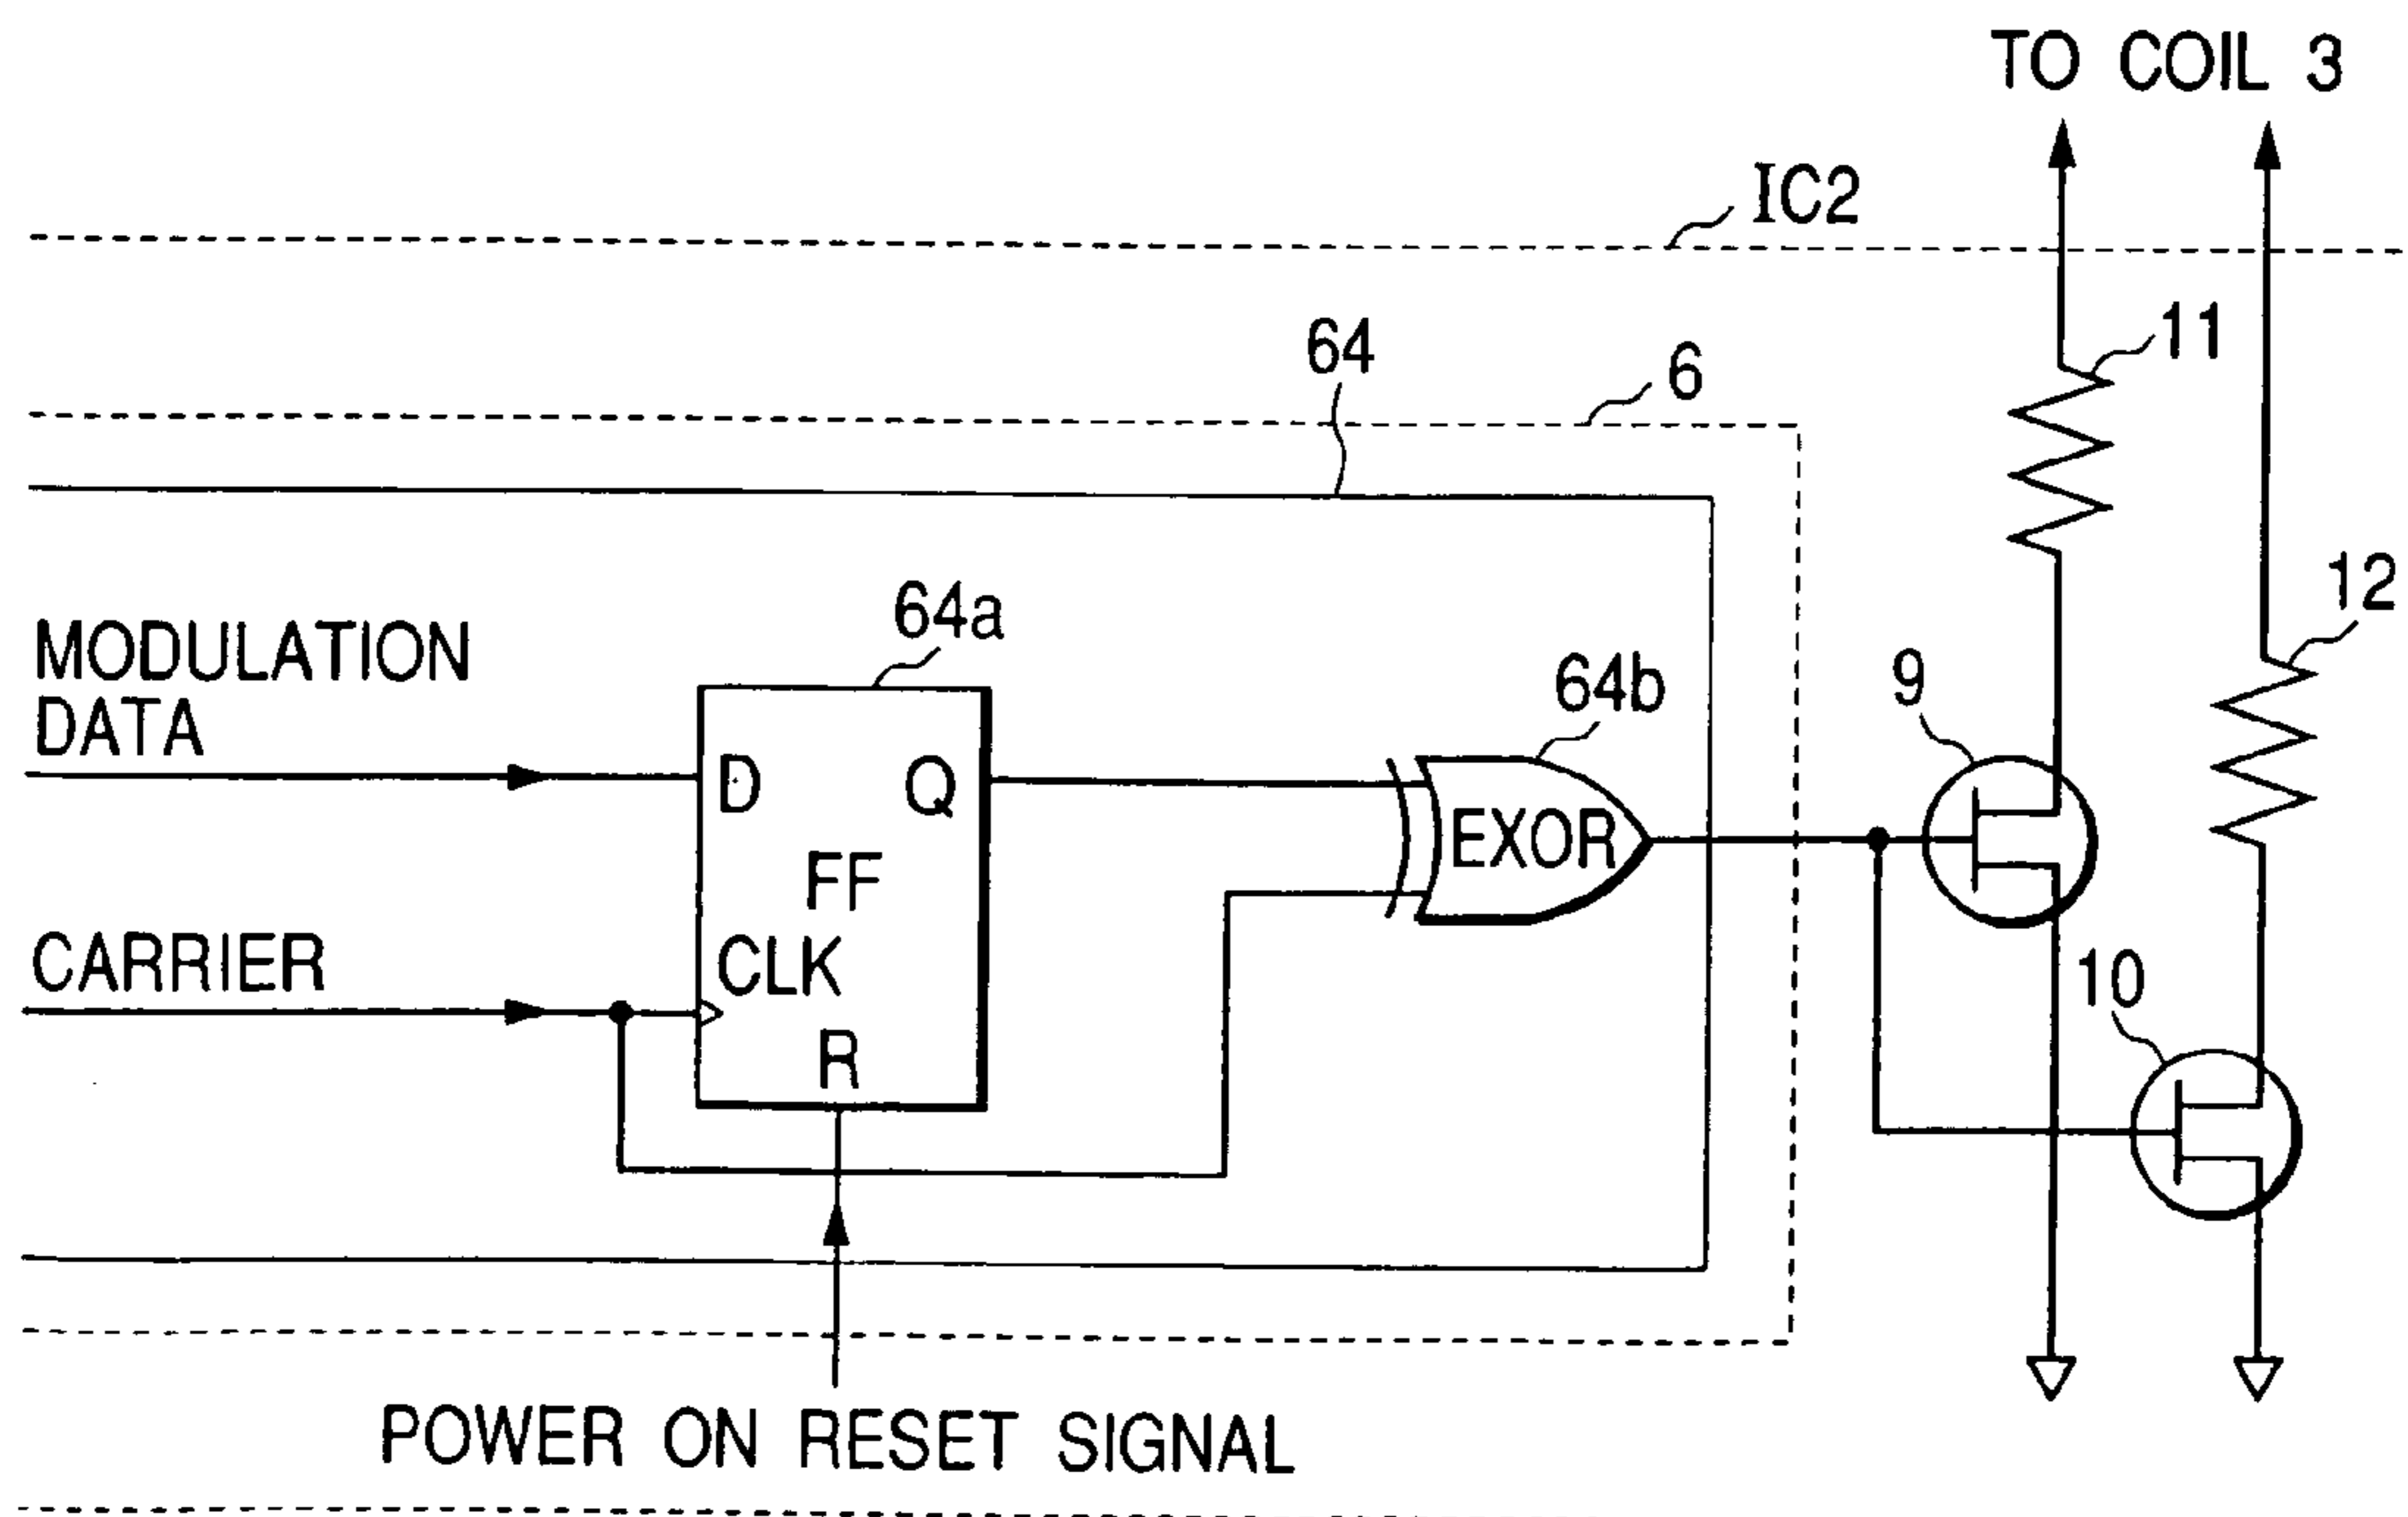 TO COIL 3
IC2
11
64
6
12
64a
MODULATION
DATA
64b
9
D
Q
EXOR
FF
CARRIER
CLK
10
R
POWER ON RESET SIGNAL